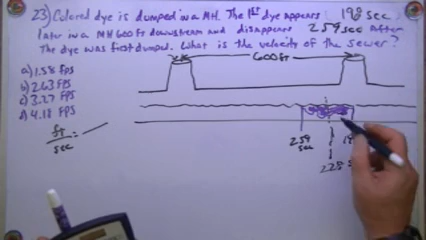 23) Colored dye is dumped in a MH. The 1st dye appears 198 sec
later in a MH 600 ft downstream and disappears 259 sec After
The dye was first dumped. What is the velocity of the sewer?
a) 1.58 FPS
b) 2.63 FPS
c) 3.27 FPS
d) 4.18 FPS
600 ft
ft
sec
=
259
sec
228